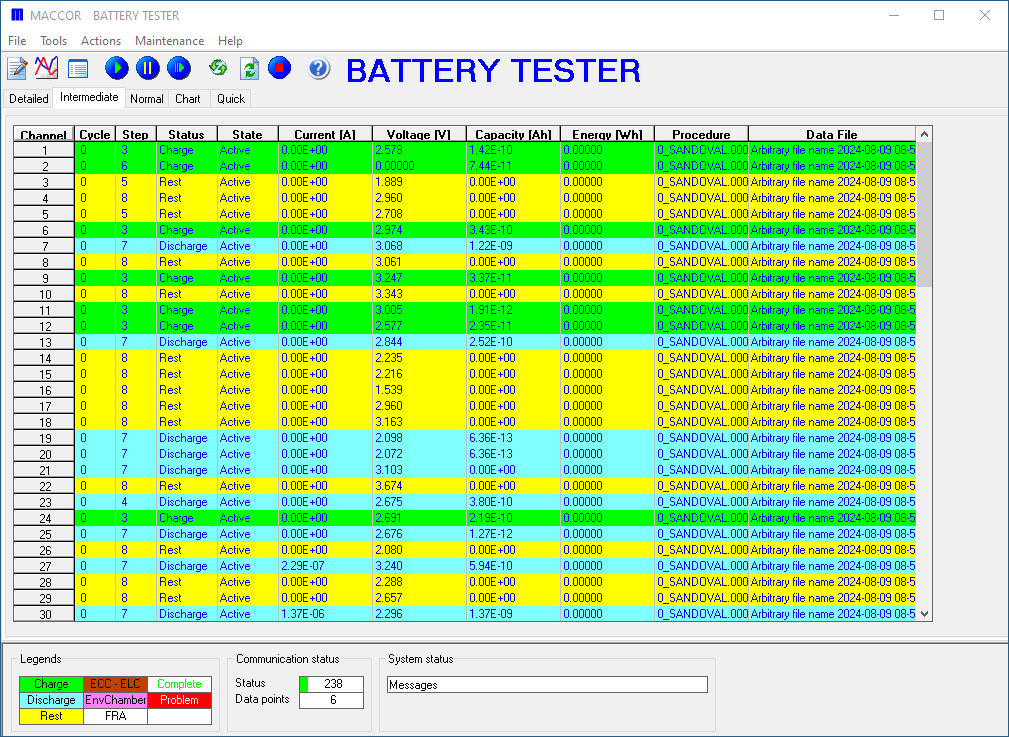 MACCOR BATTERY TESTER
File Tools Actions Maintenance Help
BATTERY TESTER
Detailed Intermediate Normal Chart Quick
Channel Cycle Step Status State Current [A] Voltage [V] Capacity [Ah] Energy [Wh] Procedure Data File
1 0 3 Charge Active 0.00E+00 2.578 1.42E-10 0.00000 0_SANDOVAL.000 Arbitrary file name 2024-08-09 08-5
2 0 6 Charge Active 0.00E+00 0.00000 7.44E-11 0.00000 0_SANDOVAL.000 Arbitrary file name 2024-08-09 08-5
3 0 5 Rest Active 0.00E+00 1.889 0.00E+00 0.00000 0_SANDOVAL.000 Arbitrary file name 2024-08-09 08-5
4 0 8 Rest Active 0.00E+00 2.960 0.00E+00 0.00000 0_SANDOVAL.000 Arbitrary file name 2024-08-09 08-5
5 0 5 Rest Active 0.00E+00 2.708 0.00E+00 0.00000 0_SANDOVAL.000 Arbitrary file name 2024-08-09 08-5
6 0 3 Charge Active 0.00E+00 2.974 3.43E-10 0.00000 0_SANDOVAL.000 Arbitrary file name 2024-08-09 08-5
7 0 7 Discharge Active 0.00E+00 3.068 1.22E-09 0.00000 0_SANDOVAL.000 Arbitrary file name 2024-08-09 08-5
8 0 8 Rest Active 0.00E+00 3.061 0.00E+00 0.00000 0_SANDOVAL.000 Arbitrary file name 2024-08-09 08-5
9 0 3 Charge Active 0.00E+00 3.247 3.37E-11 0.00000 0_SANDOVAL.000 Arbitrary file name 2024-08-09 08-5
10 0 8 Rest Active 0.00E+00 3.343 0.00E+00 0.00000 0_SANDOVAL.000 Arbitrary file name 2024-08-09 08-5
11 0 3 Charge Active 0.00E+00 3.005 1.91E-12 0.00000 0_SANDOVAL.000 Arbitrary file name 2024-08-09 08-5
12 0 3 Charge Active 0.00E+00 2.577 2.35E-11 0.00000 0_SANDOVAL.000 Arbitrary file name 2024-08-09 08-5
13 0 7 Discharge Active 0.00E+00 2.844 2.52E-10 0.00000 0_SANDOVAL.000 Arbitrary file name 2024-08-09 08-5
14 0 8 Rest Active 0.00E+00 2.235 0.00E+00 0.00000 0_SANDOVAL.000 Arbitrary file name 2024-08-09 08-5
15 0 8 Rest Active 0.00E+00 2.216 0.00E+00 0.00000 0_SANDOVAL.000 Arbitrary file name 2024-08-09 08-5
16 0 8 Rest Active 0.00E+00 1.539 0.00E+00 0.00000 0_SANDOVAL.000 Arbitrary file name 2024-08-09 08-5
17 0 8 Rest Active 0.00E+00 2.960 0.00E+00 0.00000 0_SANDOVAL.000 Arbitrary file name 2024-08-09 08-5
18 0 8 Rest Active 0.00E+00 3.163 0.00E+00 0.00000 0_SANDOVAL.000 Arbitrary file name 2024-08-09 08-5
19 0 7 Discharge Active 0.00E+00 2.098 6.36E-13 0.00000 0_SANDOVAL.000 Arbitrary file name 2024-08-09 08-5
20 0 7 Discharge Active 0.00E+00 2.072 6.36E-13 0.00000 0_SANDOVAL.000 Arbitrary file name 2024-08-09 08-5
21 0 7 Discharge Active 0.00E+00 3.103 0.00E+00 0.00000 0_SANDOVAL.000 Arbitrary file name 2024-08-09 08-5
22 0 8 Rest Active 0.00E+00 3.674 0.00E+00 0.00000 0_SANDOVAL.000 Arbitrary file name 2024-08-09 08-5
23 0 4 Discharge Active 0.00E+00 2.675 3.80E-10 0.00000 0_SANDOVAL.000 Arbitrary file name 2024-08-09 08-5
24 0 3 Charge Active 0.00E+00 2.691 2.19E-10 0.00000 0_SANDOVAL.000 Arbitrary file name 2024-08-09 08-5
25 0 7 Discharge Active 0.00E+00 2.676 1.27E-12 0.00000 0_SANDOVAL.000 Arbitrary file name 2024-08-09 08-5
26 0 8 Rest Active 0.00E+00 2.080 0.00E+00 0.00000 0_SANDOVAL.000 Arbitrary file name 2024-08-09 08-5
27 0 7 Discharge Active 2.29E-07 3.240 5.94E-10 0.00000 0_SANDOVAL.000 Arbitrary file name 2024-08-09 08-5
28 0 8 Rest Active 0.00E+00 2.288 0.00E+00 0.00000 0_SANDOVAL.000 Arbitrary file name 2024-08-09 08-5
29 0 8 Rest Active 0.00E+00 2.657 0.00E+00 0.00000 0_SANDOVAL.000 Arbitrary file name 2024-08-09 08-5
30 0 7 Discharge Active 1.37E-06 2.296 1.37E-09 0.00000 0_SANDOVAL.000 Arbitrary file name 2024-08-09 08-5
Legends
Charge ECC - ELC Complete
Discharge EnvChamber Problem
Rest FRA
Communication status
Status 238
Data points 6
System status
Messages